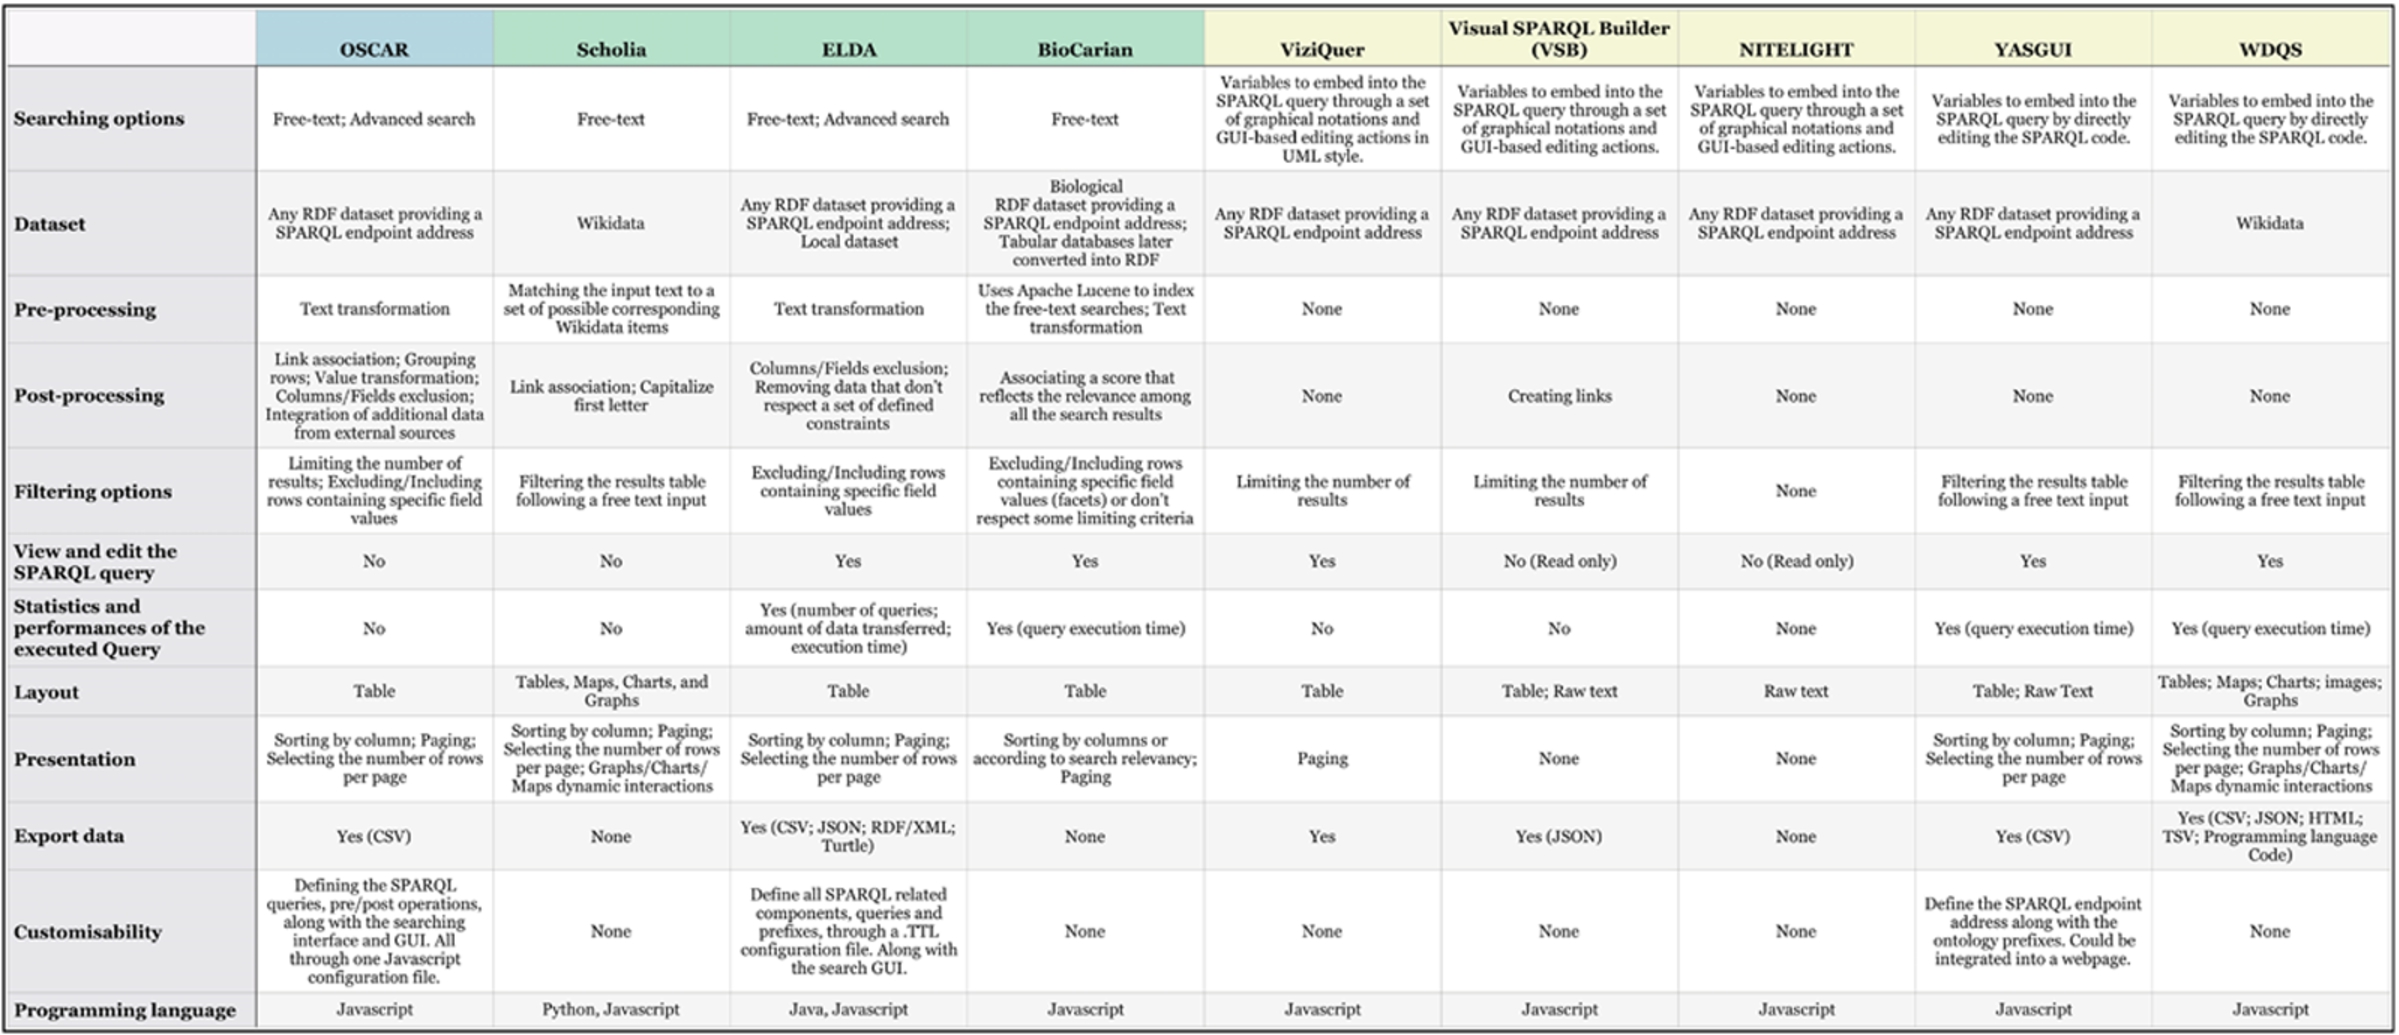 OSCAR
Scholia
ELDA
BioCarian
ViziQuer
Visual SPARQL Builder
(VSB)
NITELIGHT
YASGUI
WDQS
Searching options
Free-text; Advanced search
Free-text
Free-text; Advanced search
Free-text
Variables to embed into the
SPARQL query through a set
of graphical notations and
GUI-based editing actions in
UML style.
Variables to embed into the
SPARQL query through a set
of graphical notations and
GUI-based editing actions.
Variables to embed into the
SPARQL query through a set
of graphical notations and
GUI-based editing actions.
Variables to embed into the
SPARQL query by directly
editing the SPARQL code.
Variables to embed into the
SPARQL query by directly
editing the SPARQL code.
Dataset
Any RDF dataset providing a
SPARQL endpoint address
Wikidata
Any RDF dataset providing a
SPARQL endpoint address;
Local dataset
Biological
RDF dataset providing a
SPARQL endpoint address;
Tabular databases later
converted into RDF
Any RDF dataset providing a
SPARQL endpoint address
Any RDF dataset providing a
SPARQL endpoint address
Any RDF dataset providing a
SPARQL endpoint address
Any RDF dataset providing a
SPARQL endpoint address
Wikidata
Pre-processing
Text transformation
Matching the input text to a
set of possible corresponding
Wikidata items
Text transformation
Uses Apache Lucene to index
the free-text searches; Text
transformation
None
None
None
None
None
Post-processing
Link association; Grouping
rows; Value transformation;
Columns/Fields exclusion;
Integration of additional data
from external sources
Link association; Capitalize
first letter
Columns/Fields exclusion;
Removing data that don't
respect a set of defined
constraints
Associating a score that
reflects the relevance among
all the search results
None
Creating links
None
None
None
Filtering options
Limiting the number of
results; Excluding/Including
rows containing specific field
values
Filtering the results table
following a free text input
Excluding/Including rows
containing specific field
values
Excluding/Including rows
containing specific field
values (facets) or don't
respect some limiting criteria
Limiting the number of
results
Limiting the number of
results
None
Filtering the results table
following a free text input
Filtering the results table
following a free text input
View and edit the
SPARQL query
No
No
Yes
Yes
Yes
No (Read only)
No (Read only)
Yes
Yes
Statistics and
performances of the
executed Query
No
No
Yes (number of queries;
amount of data transferred;
execution time)
Yes (query execution time)
No
No
None
Yes (query execution time)
Yes (query execution time)
Layout
Table
Tables, Maps, Charts, and
Graphs
Table
Table
Table
Table; Raw text
Raw text
Table; Raw Text
Tables; Maps; Charts; images;
Graphs
Presentation
Sorting by column; Paging;
Selecting the number of rows
per page
Sorting by column; Paging;
Selecting the number of rows
per page; Graphs/Charts/
Maps dynamic interactions
Sorting by column; Paging;
Selecting the number of rows
per page
Sorting by columns or
according to search relevancy;
Paging
Paging
None
None
Sorting by column; Paging;
Selecting the number of rows
per page
Sorting by column; Paging;
Selecting the number of rows
per page; Graphs/Charts/
Maps dynamic interactions
Export data
Yes (CSV)
None
Yes (CSV; JSON; RDF/XML;
Turtle)
None
Yes
Yes (JSON)
None
Yes (CSV)
Yes (CSV; JSON; HTML;
TSV; Programming language
Code)
Customisability
Defining the SPARQL
queries, pre/post operations,
along with the searching
interface and GUI. All
through one Javascript
configuration file.
None
Define all SPARQL related
components, queries and
prefixes, through a .TTL
configuration file. Along with
the search GUI.
None
None
None
None
Define the SPARQL endpoint
address along with the
ontology prefixes. Could be
integrated into a webpage.
None
Programming language
Javascript
Python, Javascript
Java, Javascript
Javascript
Javascript
Javascript
Javascript
Javascript
Javascript